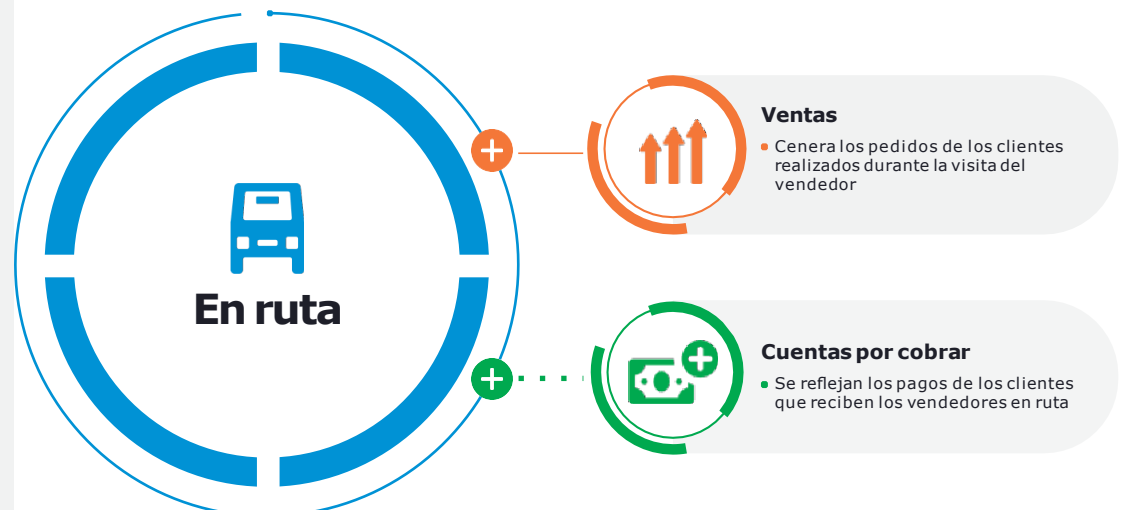 En ruta
Ventas
Cenera los pedidos de los clientes
realizados durante la visita del
vendedor
Cuentas por cobrar
Se reflejan los pagos de los clientes
que reciben los vendedores en ruta